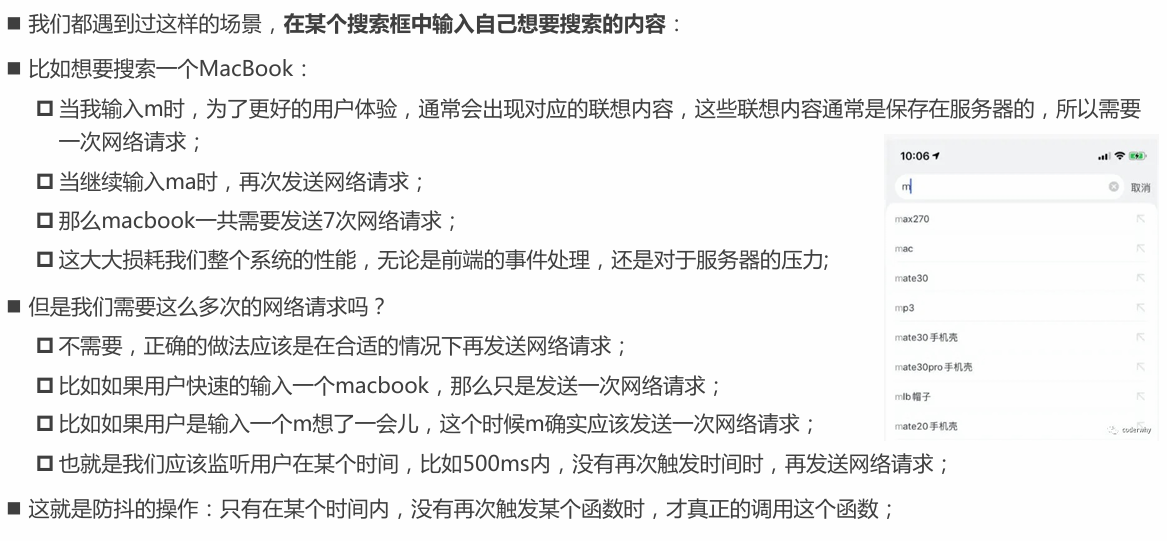 ■ 我们都遇到过这样的场景，在某个搜索框中输入自己想要搜索的内容：
■ 比如想要搜索一个MacBook：
当我输入m时，为了更好的用户体验，通常会出现对应的联想内容，这些联想内容通常是保存在服务器的，所以需要
一次网络请求；
当继续输入ma时，再次发送网络请求；
那么macbook一共需要发送7次网络请求；
这大大损耗我们整个系统的性能，无论是前端的事件处理，还是对于服务器的压力;
■ 但是我们需要这么多次的网络请求吗？
不需要，正确的做法应该是在合适的情况下再发送网络请求；
比如如果用户快速的输入一个macbook，那么只是发送一次网络请求；
比如如果用户是输入一个m想了一会儿，这个时候m确实应该发送一次网络请求；
也就是我们应该监听用户在某个时间，比如500ms内，没有再次触发时间时，再发送网络请求；
■ 这就是防抖的操作：只有在某个时间内，没有再次触发某个函数时，才真正的调用这个函数；
10:06
m 取消
max270
mac
mate30
mp3
mate30手机壳
mate30pro手机壳
mlb帽子
mate20手机壳
coderwhy